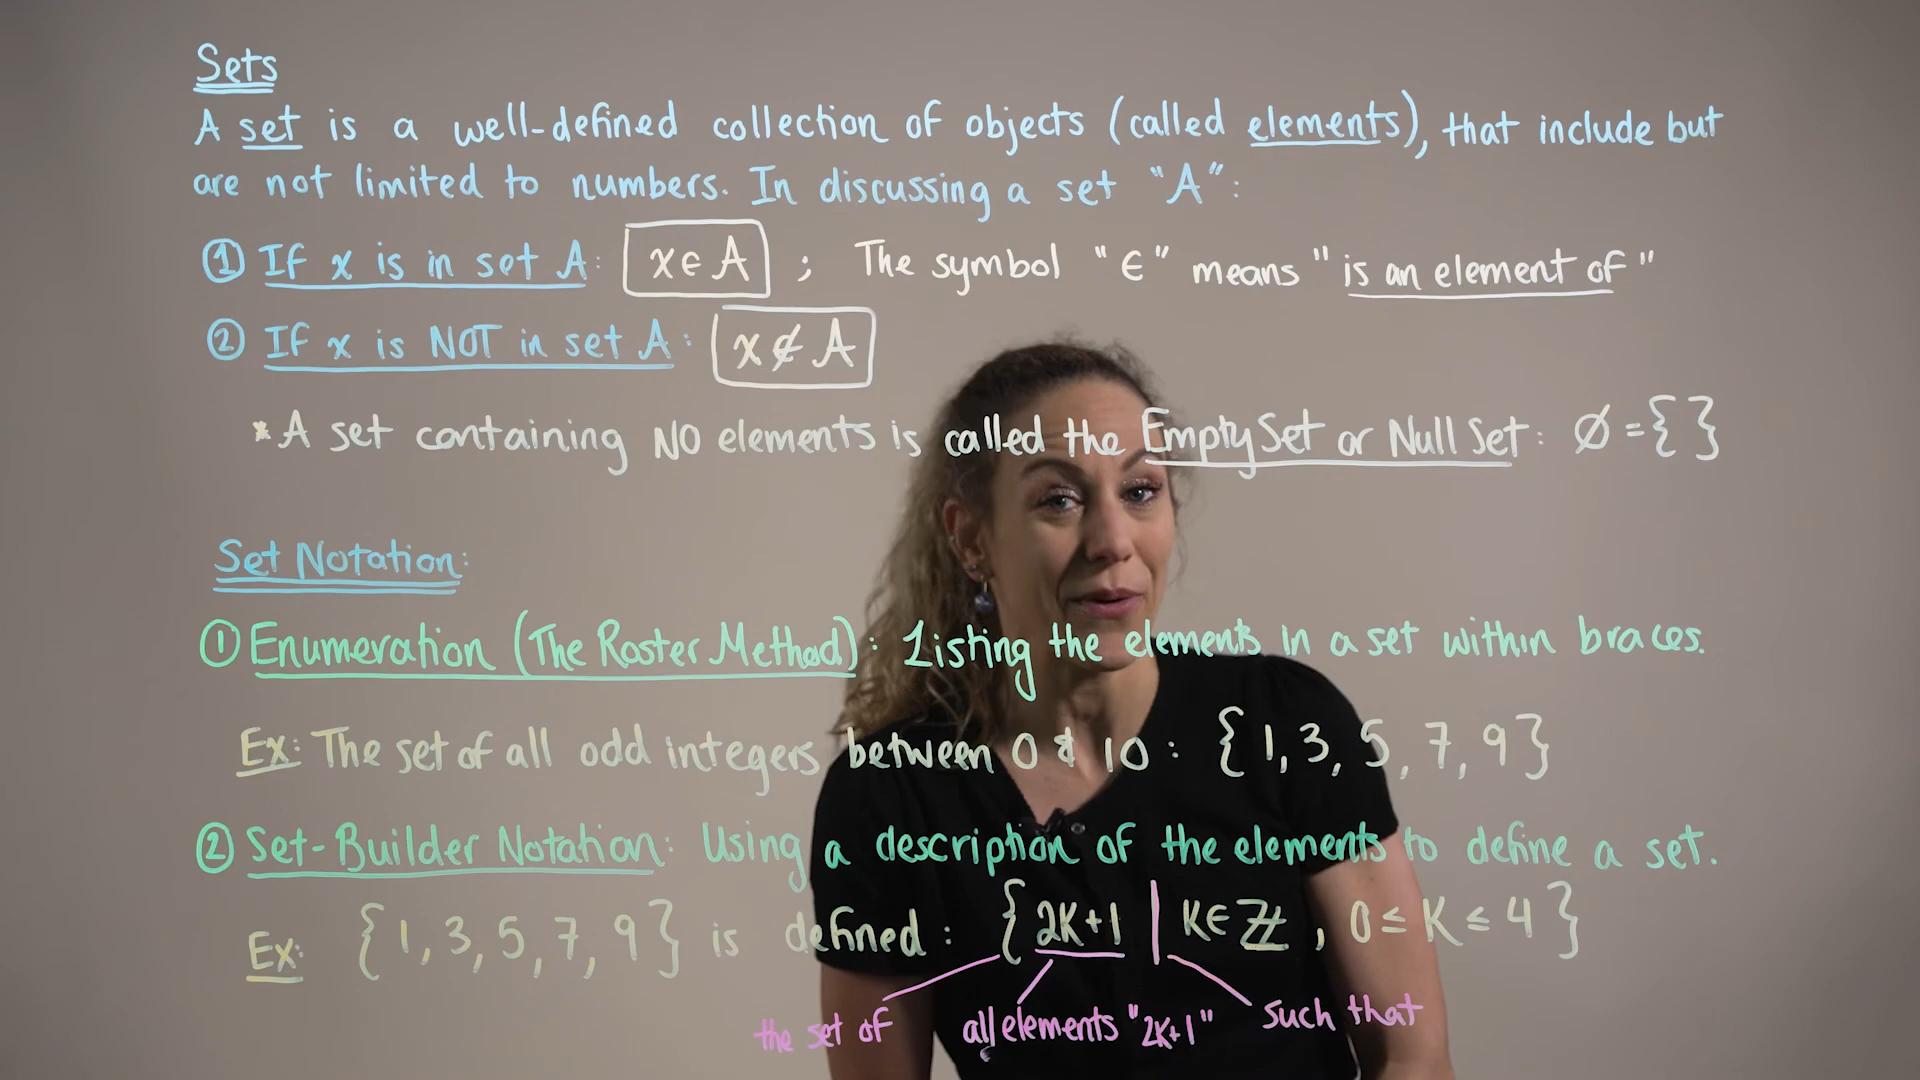 Sets
A set is a well-defined collection of objects (called elements), that include but
are not limited to numbers. In discussing a set "A":
① If x is in set A: x∈A ; The symbol "∈" means "is an element of"
② If x is NOT in set A: x∉A
*A set containing NO elements is called the Empty Set or Null Set: Ø={ }
Set Notation:
① Enumeration (The Roster Method): Listing the elements in a set within braces.
Ex: The set of all odd integers between 0 & 10: {1, 3, 5, 7, 9}
② Set-Builder Notation: Using a description of the elements to define a set.
Ex: {1, 3, 5, 7, 9} is defined: {2K+1 | K∈ℤ, 0≤K≤4}
the set of all elements "2K+1" such that